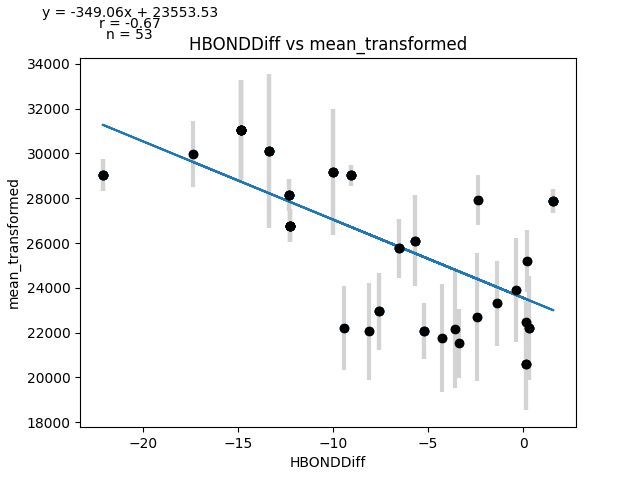 y = -349.06x + 23553.53
r = -0.67
n = 53
HBONDDiff vs mean_transformed
34000
32000
30000
28000
26000
24000
22000
20000
18000
mean_transformed
−20
−15
−10
−5
0
HBONDDiff